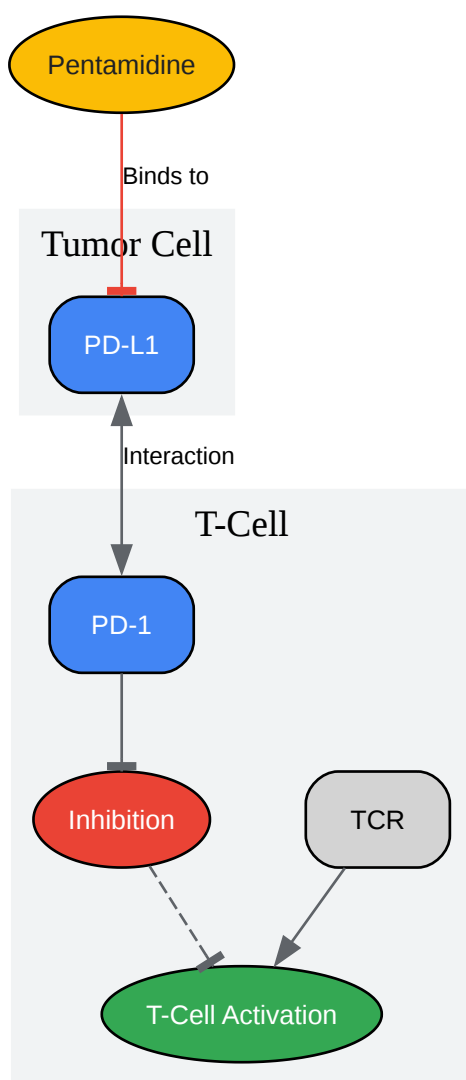 Pentamidine
Binds to
Tumor Cell
PD-L1
Interaction
T-Cell
PD-1
Inhibition
TCR
T-Cell Activation